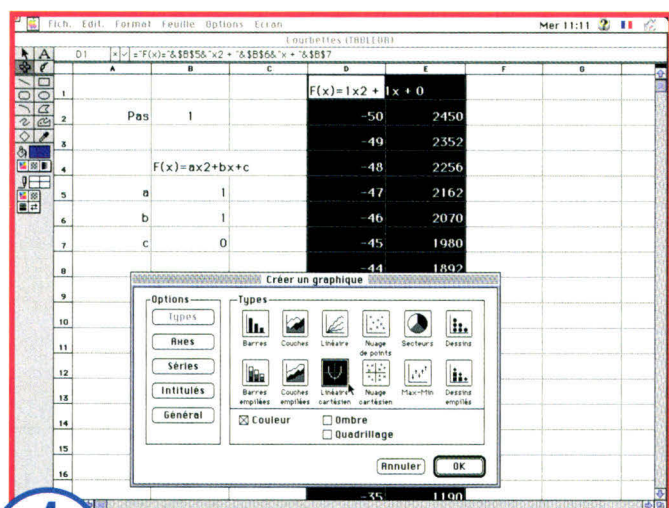 Fich. Edit. Format Feuille Options Ecran Mer 11:11
Courbettes (TABLEUR)
D1 ="F(x)="&$B$5&"x2 + "&$B$6&"x + "&$B$7
A B C D E F G
1 F(x)=1x2 + 1x + 0
2 Pas 1 -50 2450
3 -49 2352
4 F(x)=ax2+bx+c -48 2256
5 a 1 -47 2162
6 b 1 -46 2070
7 c 0 -45 1980
8 -44 1892
9
10
11
12
13
14
15
16
-35 1190
Créer un graphique
Options
Types
Axes
Séries
Intitulés
Général
Types
Barres Couches Linéaire Nuage de points Secteurs Dessins
Barres empilées Couches empilées Linéaire cartésien Nuage cartésien Max-Min Dessins empilés
Couleur Ombre
Quadrillage
Annuler OK